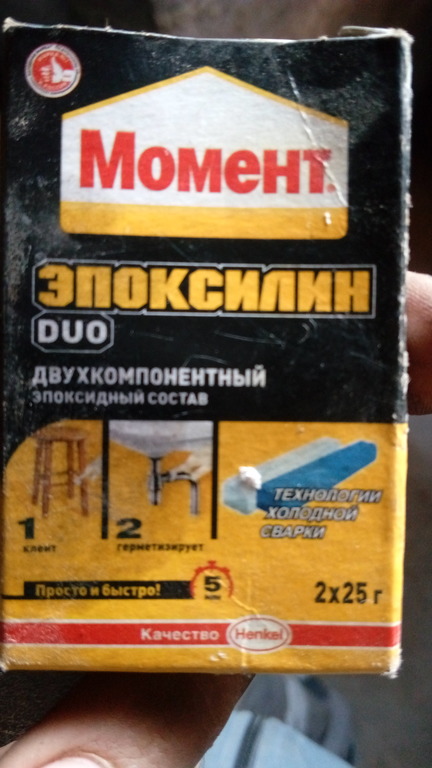 Момент
ЭПОКСИЛИН
DUO
ДВУХКОМПОНЕНТНЫЙ
ЭПОКСИДНЫЙ СОСТАВ
1
клеит
2
герметизирует
ТЕХНОЛОГИИ
ХОЛОДНОЙ
СВАРКИ
Просто и быстро!
5
мин
2x25 г
Качество Henkel